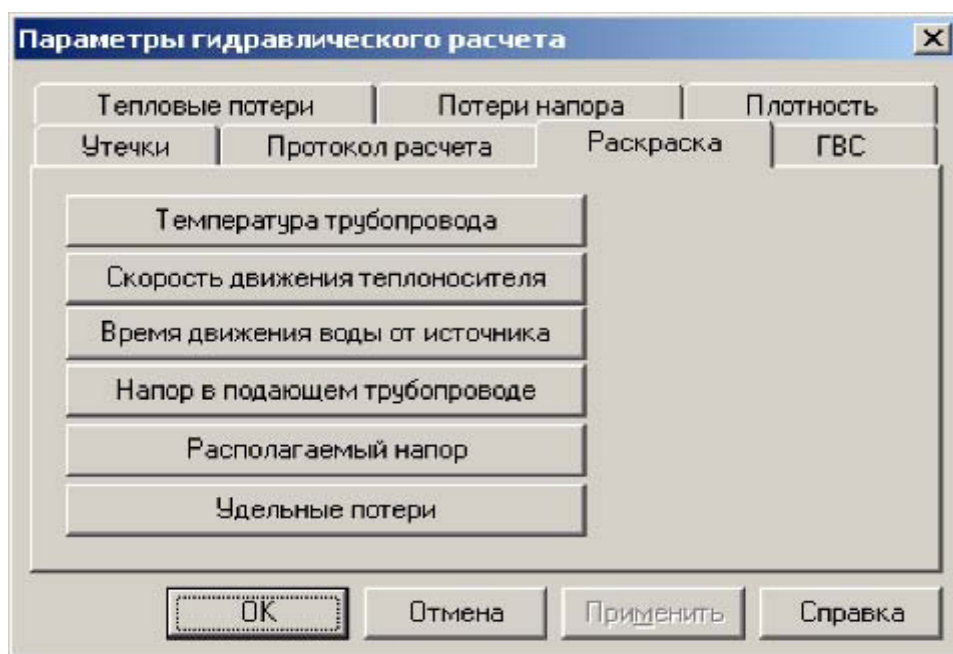 Параметры гидравлического расчета
Тепловые потери Потери напора Плотность
Утечки Протокол расчета Раскраска ГВС
Температура трубопровода
Скорость движения теплоносителя
Время движения воды от источника
Напор в подающем трубопроводе
Располагаемый напор
Удельные потери
OK Отмена Применить Справка